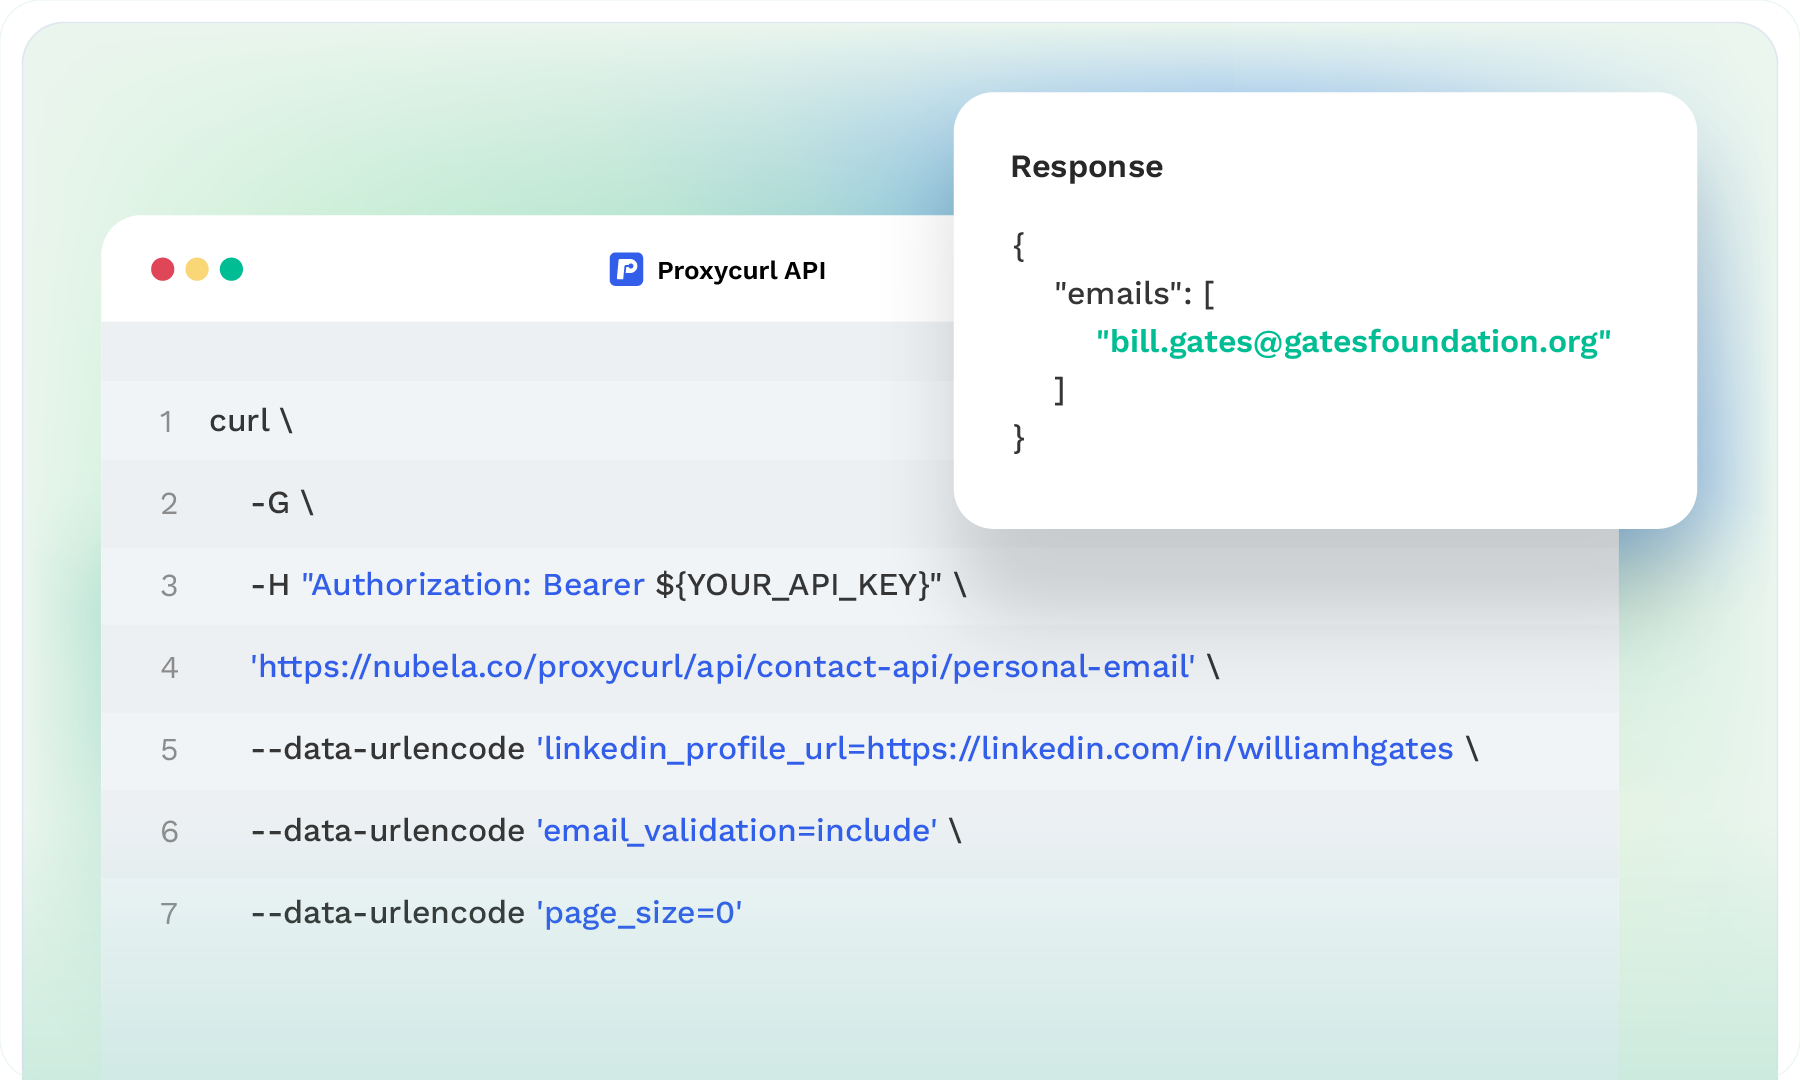 Response
{
"emails": [
"bill.gates@gatesfoundation.org"
]
}
Proxycurl API
1 curl \
2 -G \
3 -H "Authorization: Bearer ${YOUR_API_KEY}" \
4 'https://nubela.co/proxycurl/api/contact-api/personal-email' \
5 --data-urlencode 'linkedin_profile_url=https://linkedin.com/in/williamhgates \
6 --data-urlencode 'email_validation=include' \
7 --data-urlencode 'page_size=0'